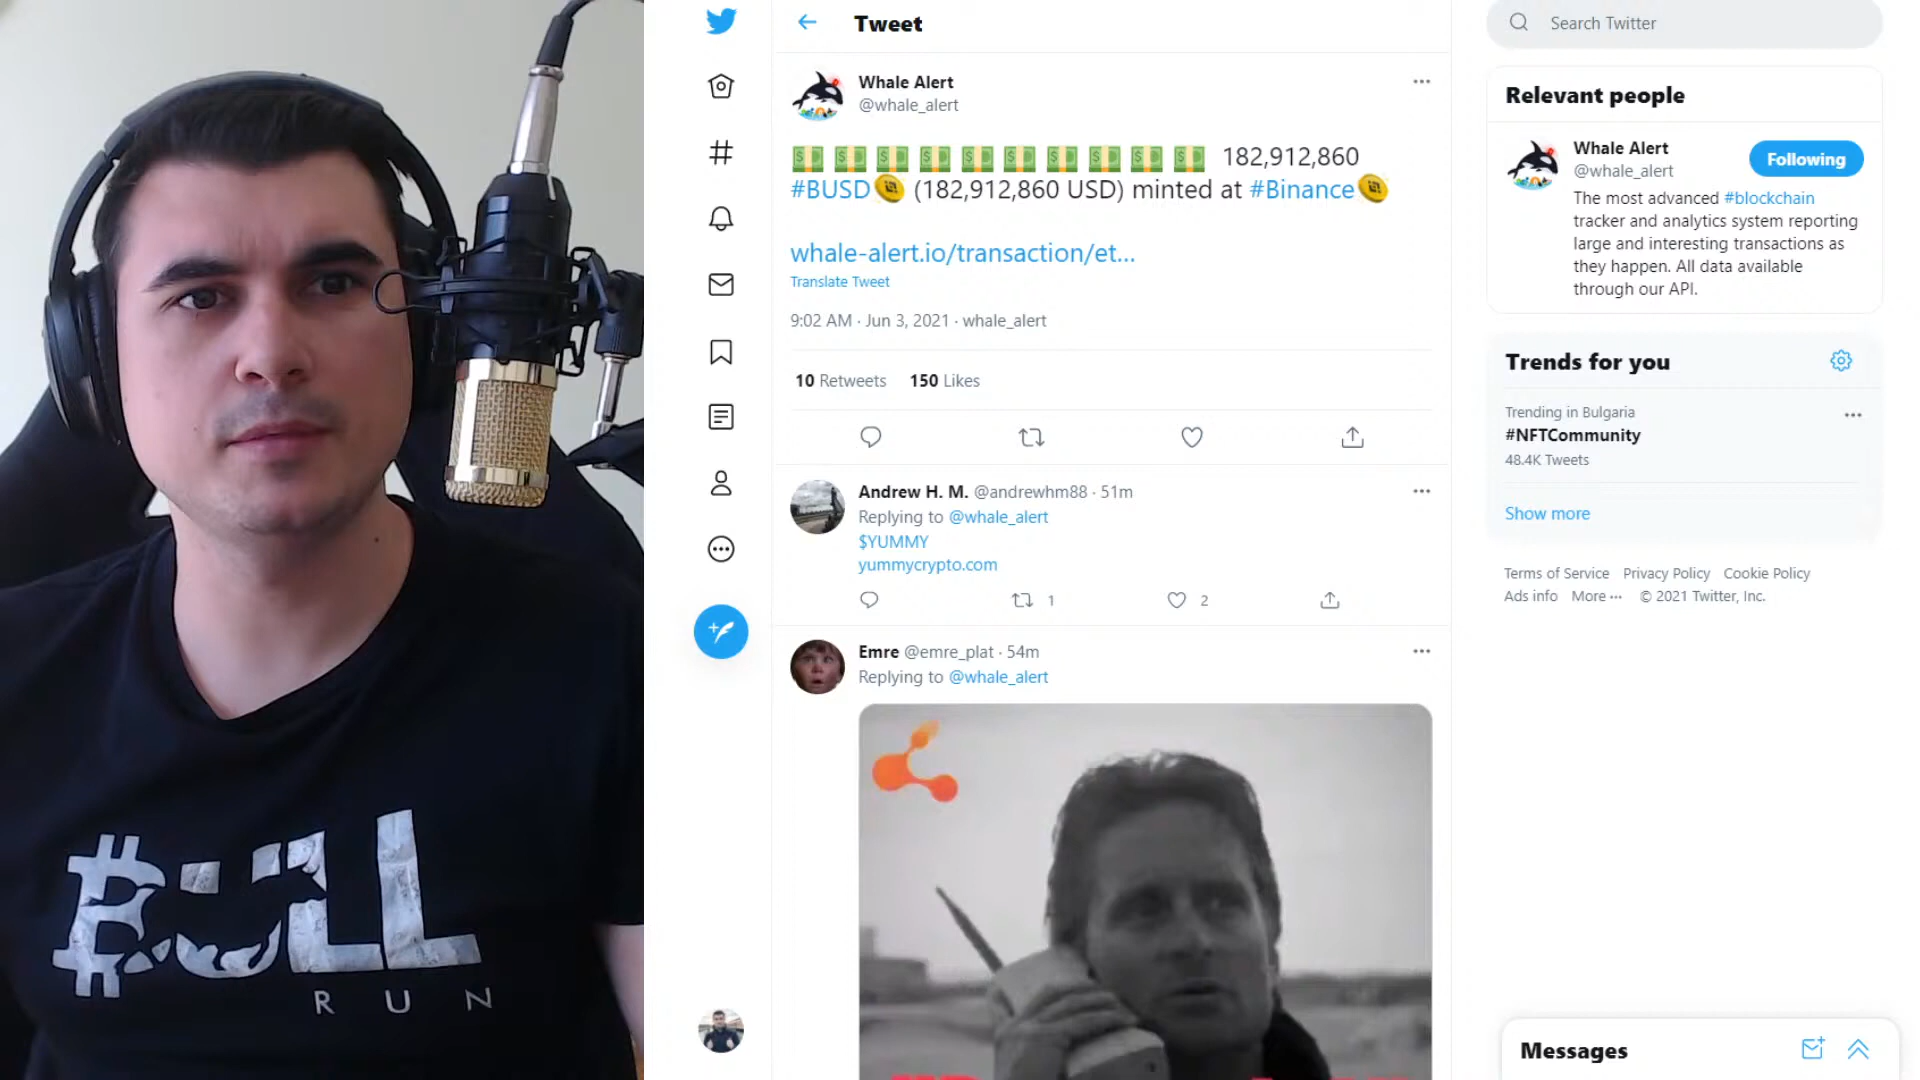 Tweet
Whale Alert
@whale_alert
182,912,860
#BUSD (182,912,860 USD) minted at #Binance
whale-alert.io/transaction/et...
Translate Tweet
9:02 AM · Jun 3, 2021 · whale_alert
10 Retweets 150 Likes
Andrew H. M. @andrewhm88 · 51m
Replying to @whale_alert
$YUMMY
yummycrypto.com
1 2
Emre @emre_plat · 54m
Replying to @whale_alert
Search Twitter
Relevant people
Whale Alert
@whale_alert
Following
The most advanced #blockchain
tracker and analytics system reporting
large and interesting transactions as
they happen. All data available
through our API.
Trends for you
Trending in Bulgaria
#NFTCommunity
48.4K Tweets
Show more
Terms of Service Privacy Policy Cookie Policy
Ads info More ··· © 2021 Twitter, Inc.
Messages
BULL
RUN